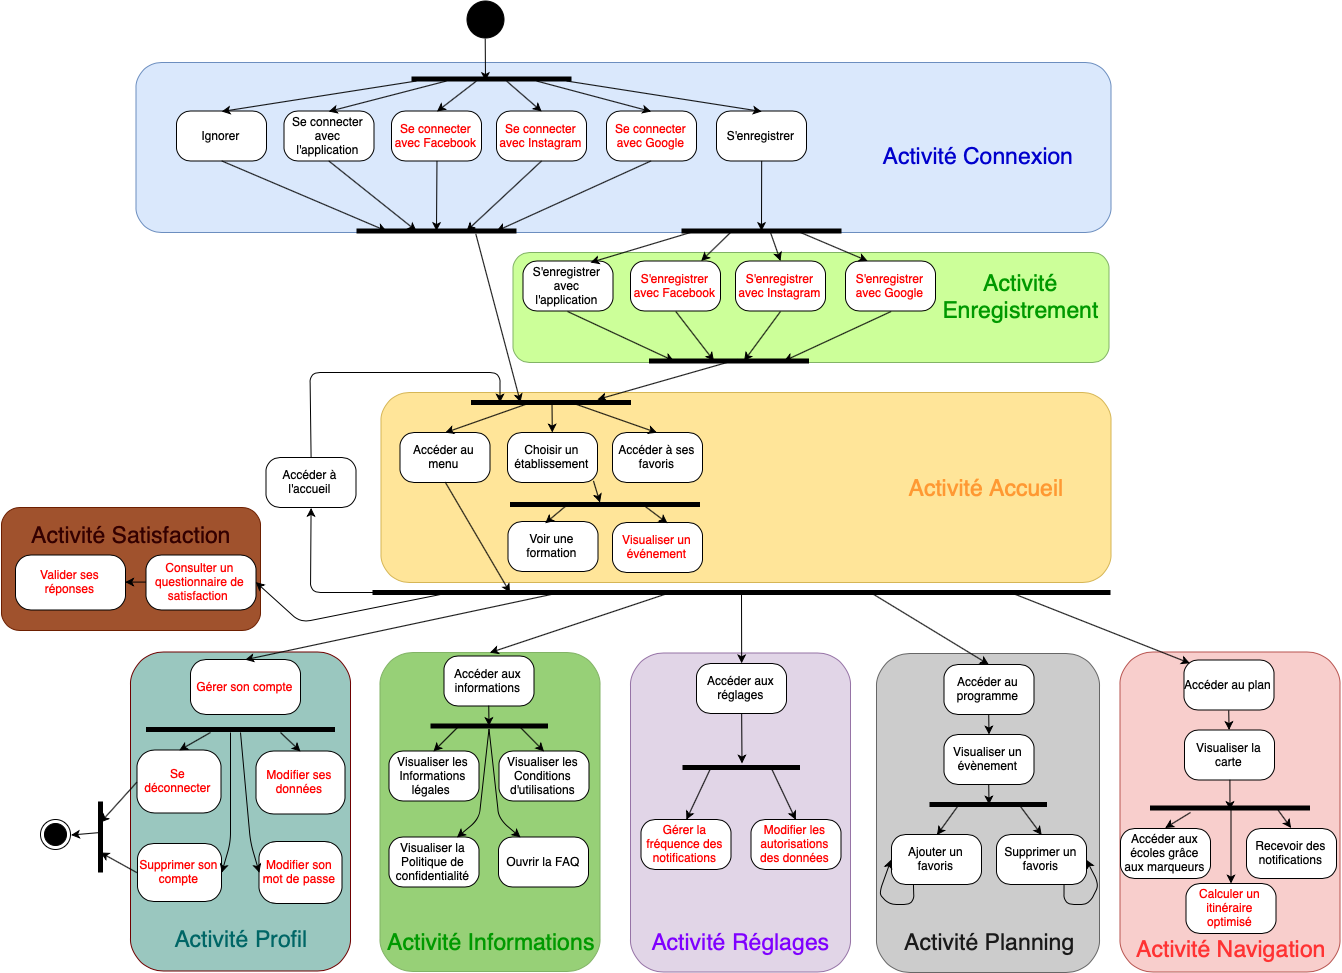 Ignorer
Se connecter
avec
l'application
Se connecter
avec Facebook
Se connecter
avec Instagram
Se connecter
avec Google
S'enregistrer
Activité Connexion
S'enregistrer
avec
l'application
S'enregistrer
avec Facebook
S'enregistrer
avec Instagram
S'enregistrer
avec Google
Activité
Enregistrement
Accéder au
menu
Choisir un
établissement
Accéder à ses
favoris
Accéder à
l'accueil
Activité Accueil
Voir une
formation
Visualiser un
événement
Activité Satisfaction
Valider ses
réponses
Consulter un
questionnaire de
satisfaction
Gérer son compte
Se
déconnecter
Modifier ses
données
Supprimer son
compte
Modifier son
mot de passe
Activité Profil
Accéder aux
informations
Visualiser les
Informations
légales
Visualiser les
Conditions
d'utilisations
Visualiser la
Politique de
confidentialité
Ouvrir la FAQ
Activité Informations
Accéder aux
réglages
Gérer la
fréquence des
notifications
Modifier les
autorisations
des données
Activité Réglages
Accéder au
programme
Visualiser un
évènement
Ajouter un
favoris
Supprimer un
favoris
Activité Planning
Accéder au plan
Visualiser la
carte
Accéder aux
écoles grâce
aux marqueurs
Recevoir des
notifications
Calculer un
itinéraire
optimisé
Activité Navigation